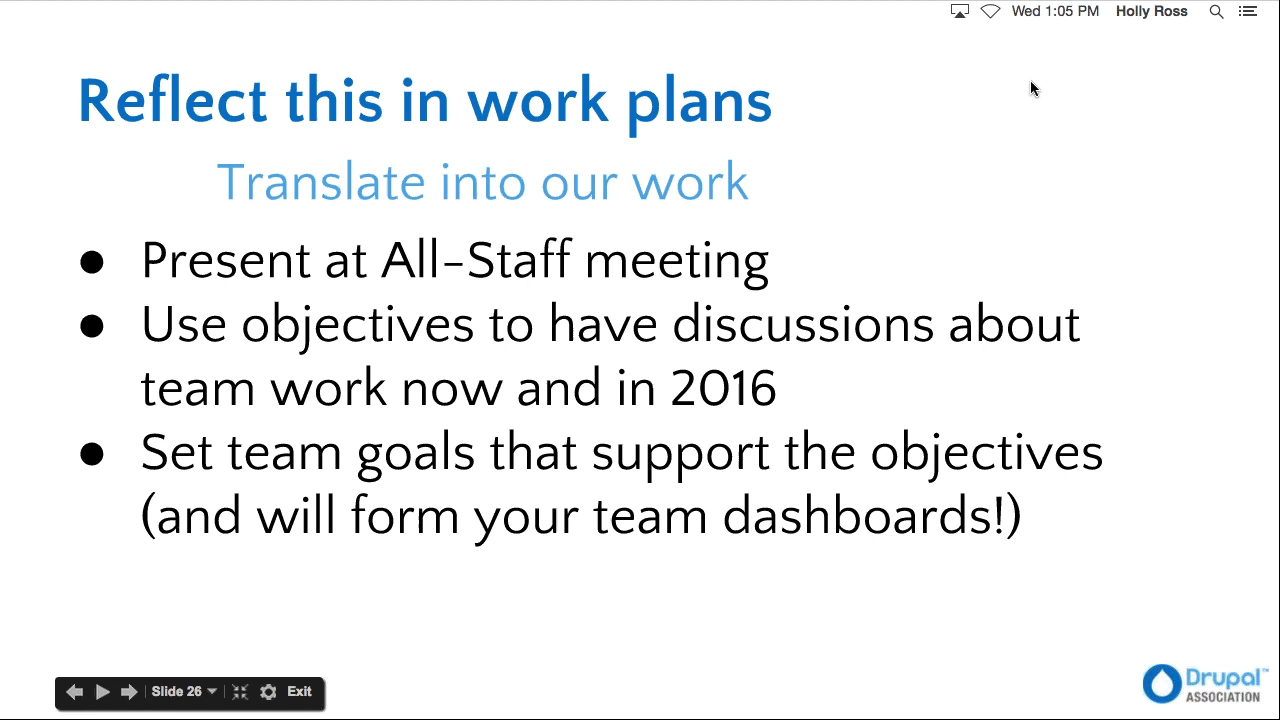 Wed 1:05 PM Holly Ross
Reflect this in work plans
Translate into our work
● Present at All-Staff meeting
● Use objectives to have discussions about
team work now and in 2016
● Set team goals that support the objectives
(and will form your team dashboards!)
Slide 26 Exit
Drupal™
ASSOCIATION